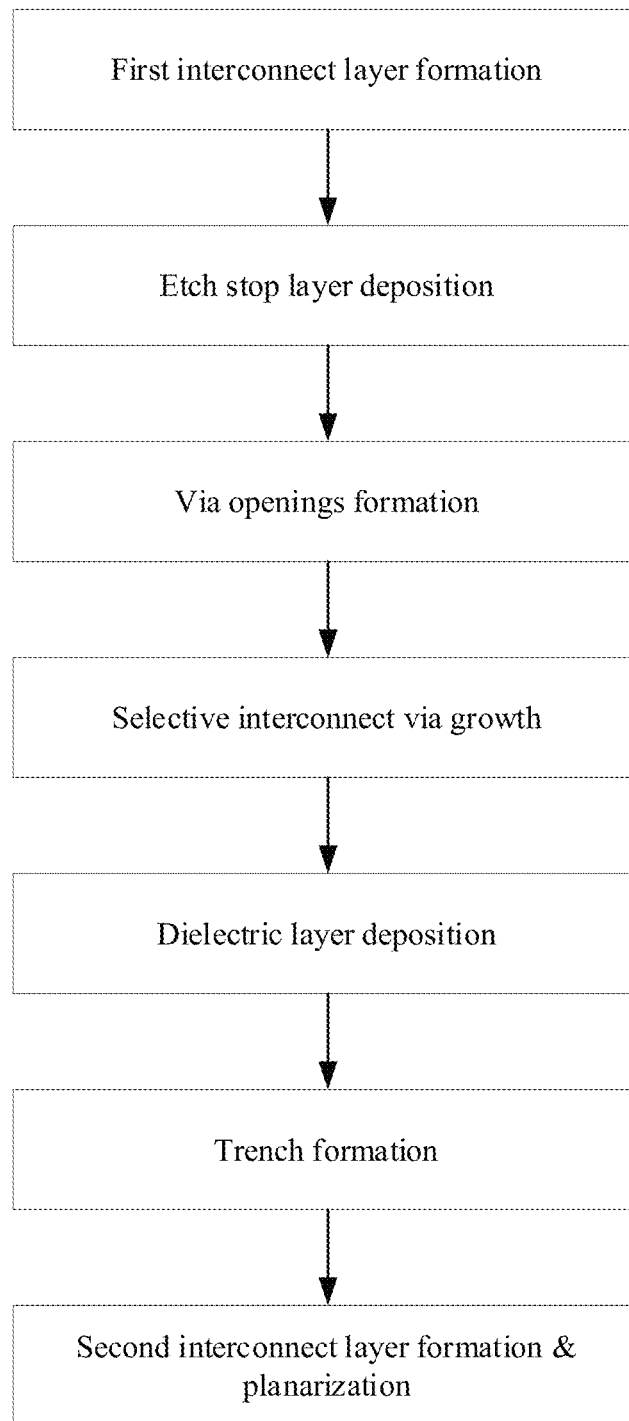 First interconnect layer formation
Etch stop layer deposition
Via openings formation
Selective interconnect via growth
Dielectric layer deposition
Trench formation
Second interconnect layer formation &
planarization